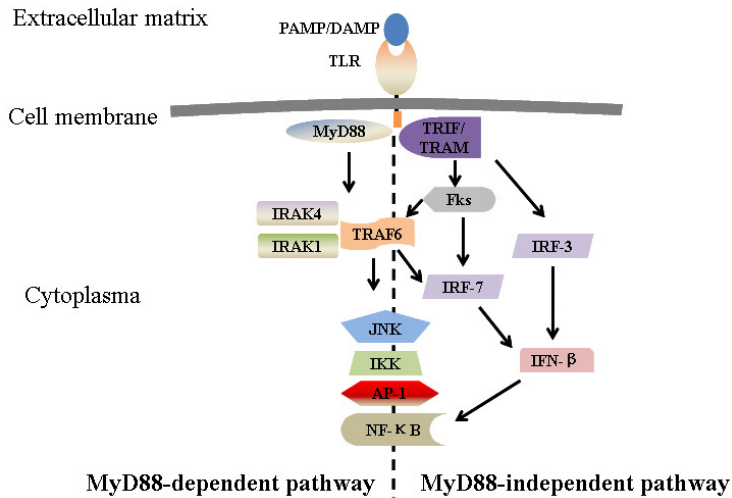 Extracellular matrix
PAMP/DAMP
TLR
Cell membrane
MyD88
TRIF/
TRAM
Fks
IRAK4
TRAF6
IRAK1
IRF-3
IRF-7
Cytoplasma
JNK
IKK
IFN-β
AP-1
NF-κB
MyD88-dependent pathway
MyD88-independent pathway